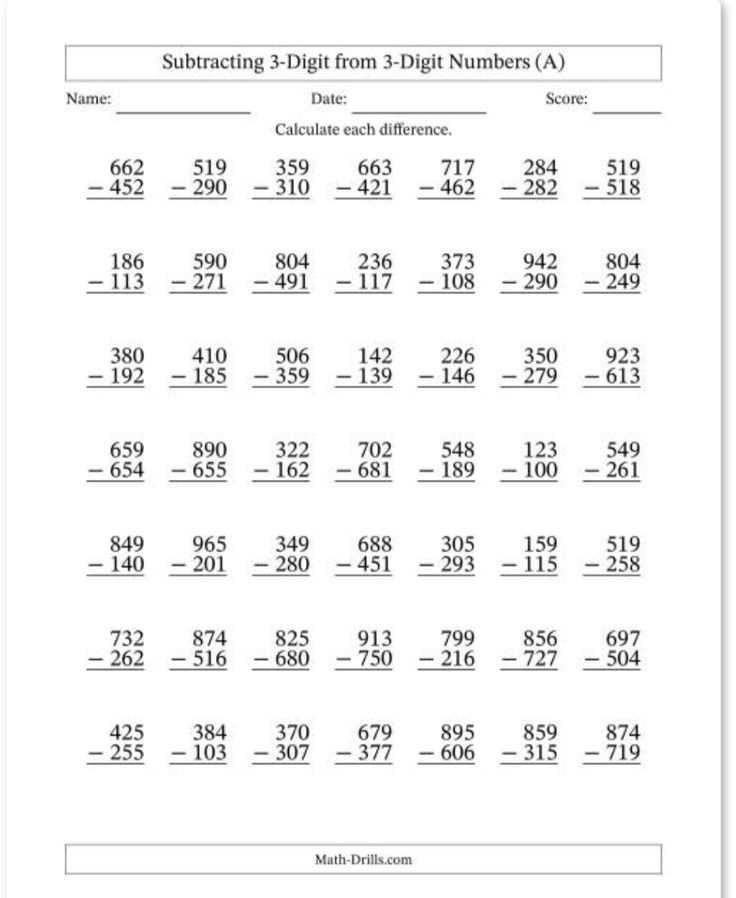 Subtracting 3-Digit from 3-Digit Numbers (A)
Name: Date: Score:
Calculate each difference.
662 519 359 663 717 284 519
− 452 − 290 − 310 − 421 − 462 − 282 − 518
186 590 804 236 373 942 804
− 113 − 271 − 491 − 117 − 108 − 290 − 249
380 410 506 142 226 350 923
− 192 − 185 − 359 − 139 − 146 − 279 − 613
659 890 322 702 548 123 549
− 654 − 655 − 162 − 681 − 189 − 100 − 261
849 965 349 688 305 159 519
− 140 − 201 − 280 − 451 − 293 − 115 − 258
732 874 825 913 799 856 697
− 262 − 516 − 680 − 750 − 216 − 727 − 504
425 384 370 679 895 859 874
− 255 − 103 − 307 − 377 − 606 − 315 − 719
Math-Drills.com